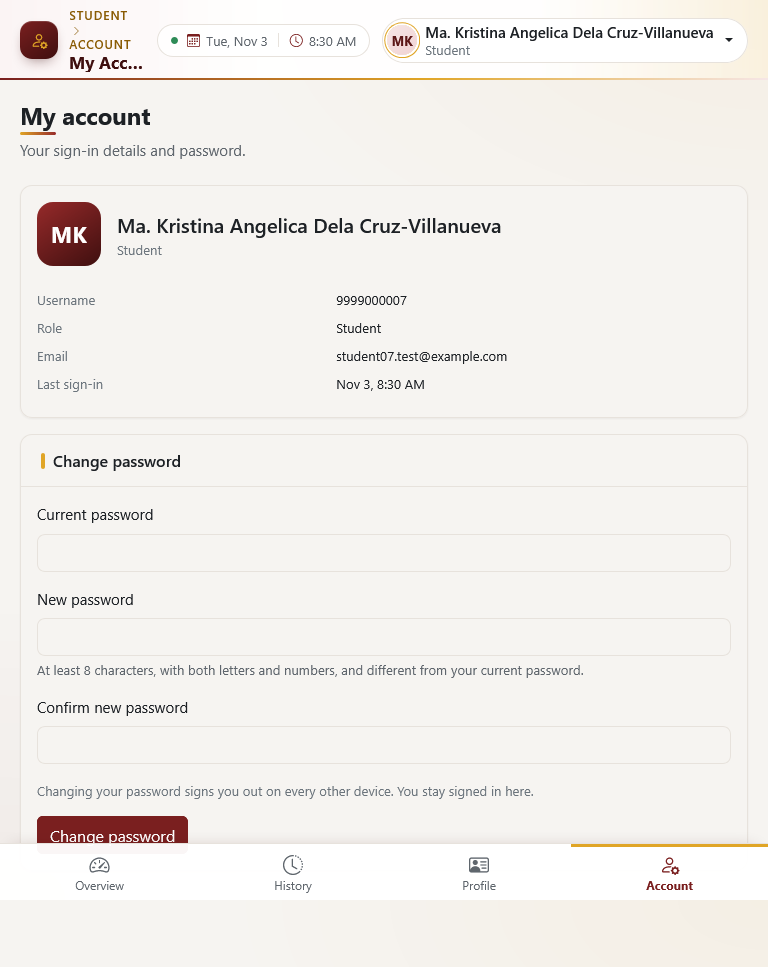 STUDENT
ACCOUNT
My Acc...
Tue, Nov 3
8:30 AM
MK
Ma. Kristina Angelica Dela Cruz-Villanueva
Student
My account
Your sign-in details and password.
MK
Ma. Kristina Angelica Dela Cruz-Villanueva
Student
Username 9999000007
Role Student
Email student07.test@example.com
Last sign-in Nov 3, 8:30 AM
Change password
Current password
New password
At least 8 characters, with both letters and numbers, and different from your current password.
Confirm new password
Changing your password signs you out on every other device. You stay signed in here.
Change password
Overview
History
Profile
Account